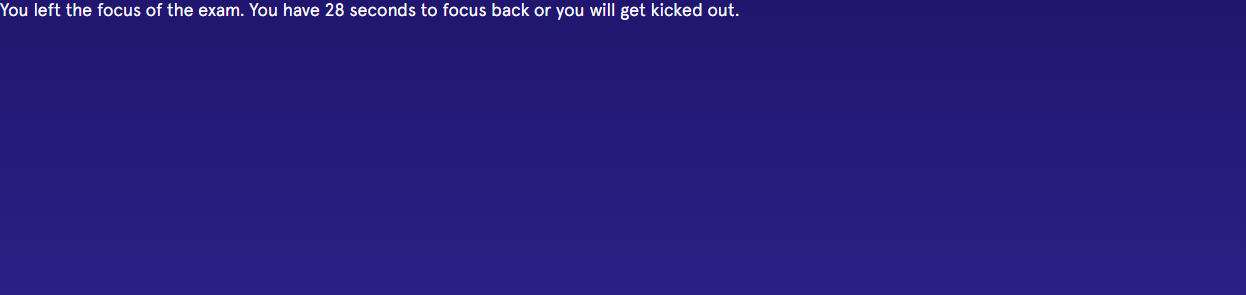 You left the focus of the exam. You have 28 seconds to focus back or you will get kicked out.